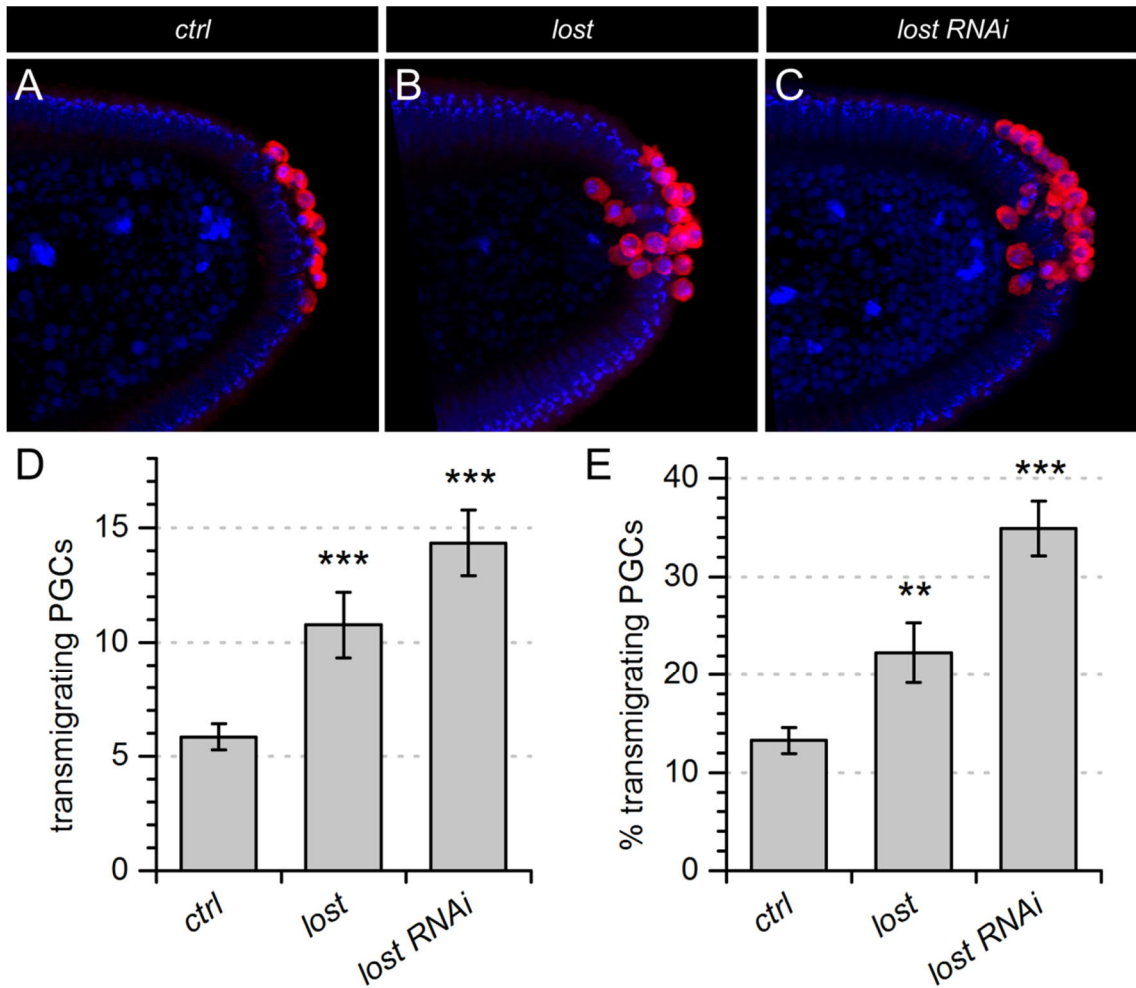 ctrl
lost
lost RNAi
A
B
C
D
transmigrating PGCs
15
10
5
0
***
***
ctrl
lost
lost RNAi
E
% transmigrating PGCs
40
30
20
10
0
**
***
ctrl
lost
lost RNAi